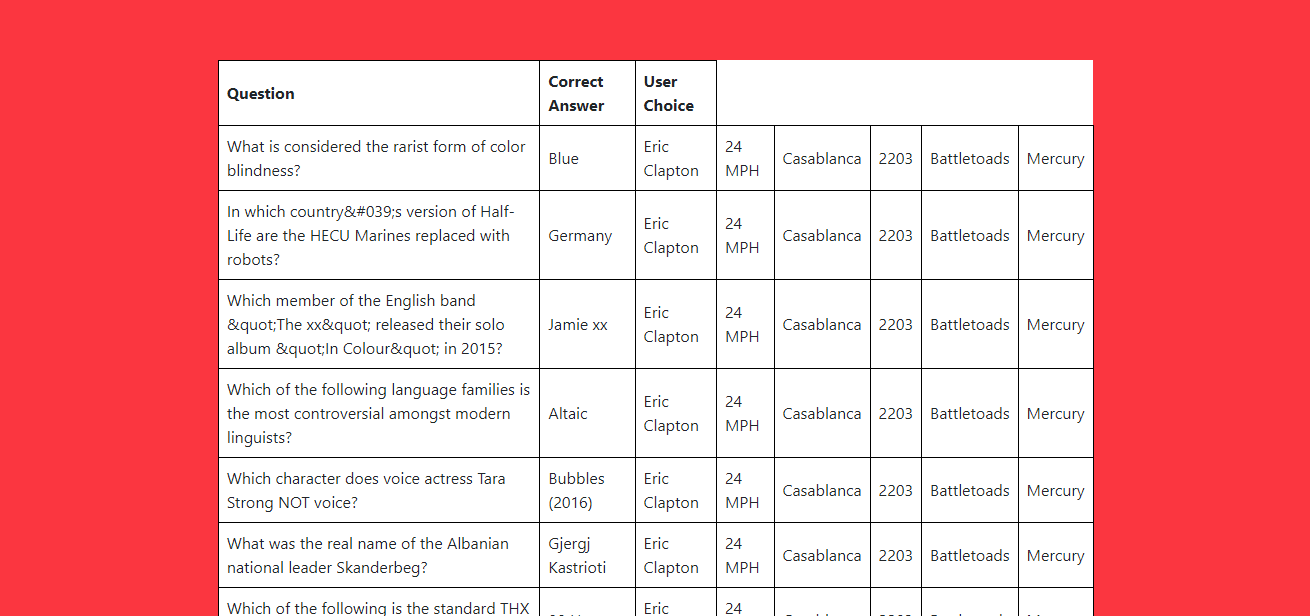 Question
Correct
Answer
User
Choice
What is considered the rarist form of color
blindness?
Blue
Eric
Clapton
24
MPH
Casablanca
2203
Battletoads
Mercury
In which country&#039;s version of Half-
Life are the HECU Marines replaced with
robots?
Germany
Eric
Clapton
24
MPH
Casablanca
2203
Battletoads
Mercury
Which member of the English band
&quot;The xx&quot; released their solo
album &quot;In Colour&quot; in 2015?
Jamie xx
Eric
Clapton
24
MPH
Casablanca
2203
Battletoads
Mercury
Which of the following language families is
the most controversial amongst modern
linguists?
Altaic
Eric
Clapton
24
MPH
Casablanca
2203
Battletoads
Mercury
Which character does voice actress Tara
Strong NOT voice?
Bubbles
(2016)
Eric
Clapton
24
MPH
Casablanca
2203
Battletoads
Mercury
What was the real name of the Albanian
national leader Skanderbeg?
Gjergj
Kastrioti
Eric
Clapton
24
MPH
Casablanca
2203
Battletoads
Mercury
Which of the following is the standard THX
Eric
24